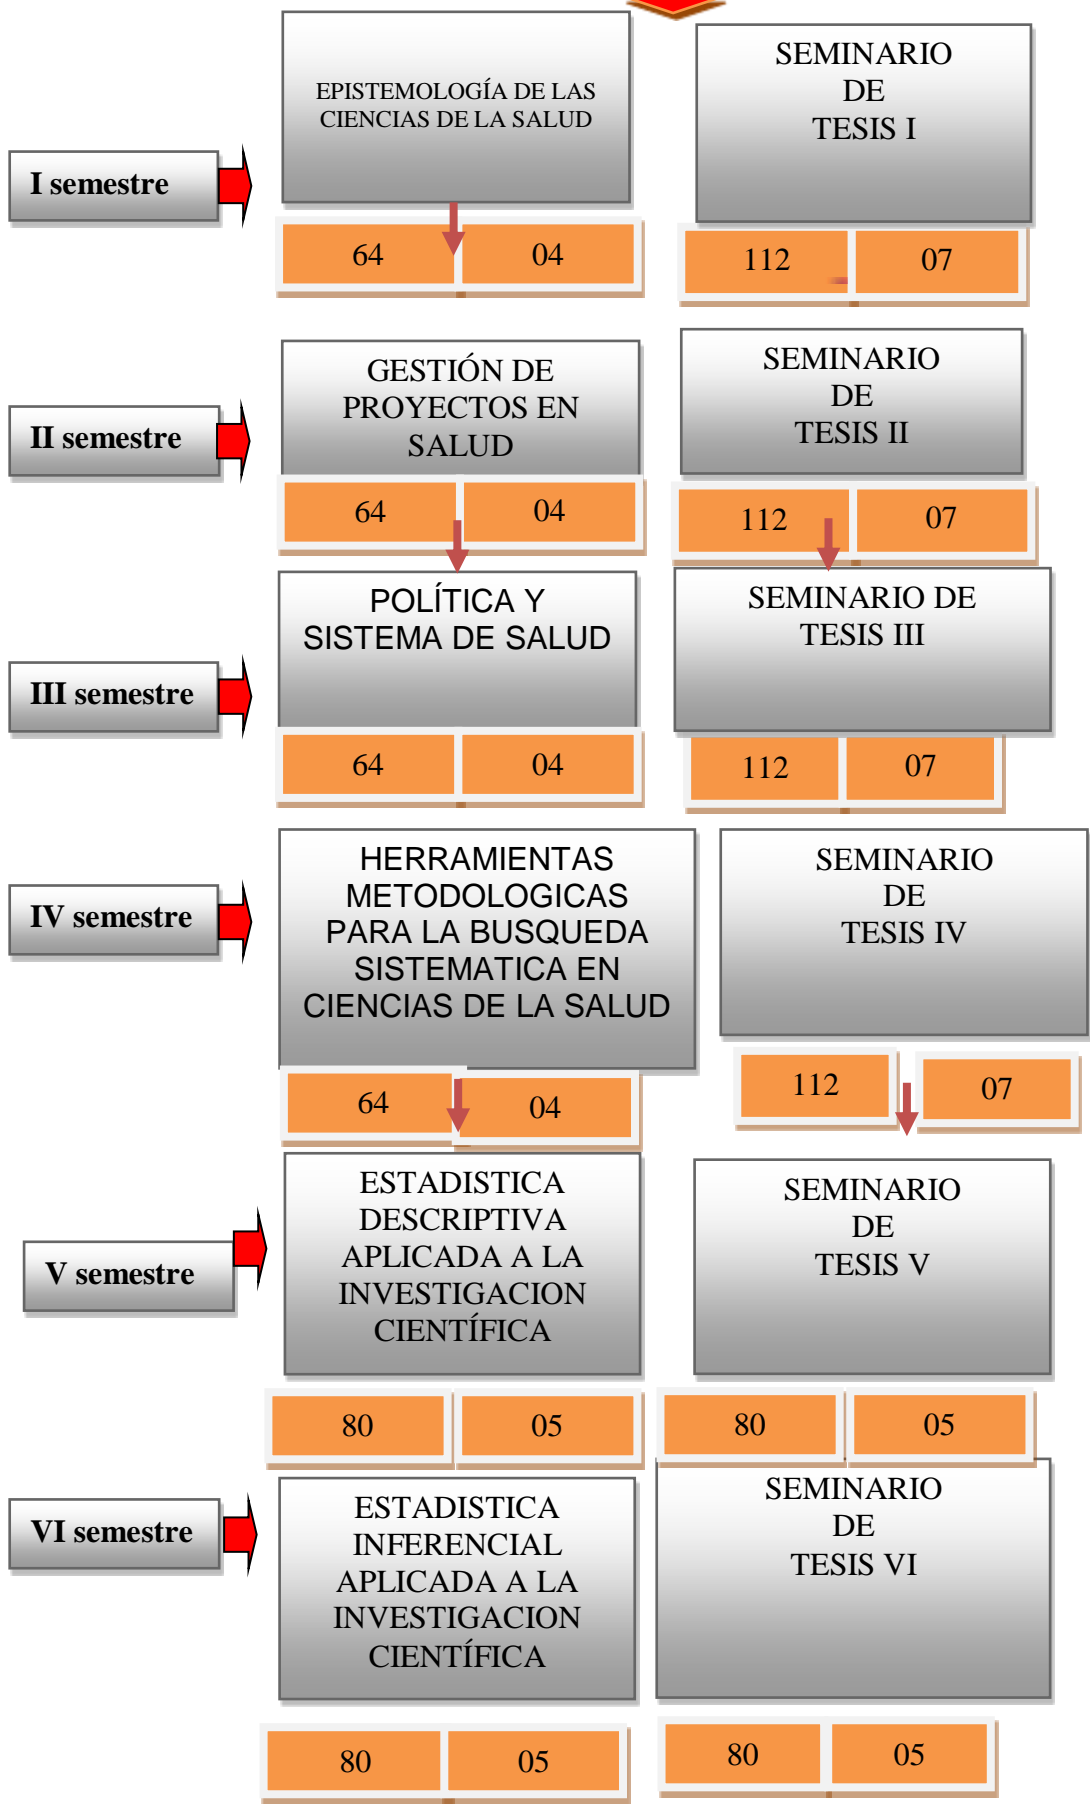 EPISTEMOLOGÍA DE LAS
CIENCIAS DE LA SALUD
SEMINARIO
DE
TESIS I
I semestre
64
04
112
07
GESTIÓN DE
PROYECTOS EN
SALUD
SEMINARIO
DE
TESIS II
II semestre
64
04
112
07
POLÍTICA Y
SISTEMA DE SALUD
SEMINARIO DE
TESIS III
III semestre
64
04
112
07
HERRAMIENTAS
METODOLOGICAS
PARA LA BUSQUEDA
SISTEMATICA EN
CIENCIAS DE LA SALUD
SEMINARIO
DE
TESIS IV
IV semestre
64
04
112
07
ESTADISTICA
DESCRIPTIVA
APLICADA A LA
INVESTIGACION
CIENTÍFICA
SEMINARIO
DE
TESIS V
V semestre
80
05
80
05
ESTADISTICA
INFERENCIAL
APLICADA A LA
INVESTIGACION
CIENTÍFICA
SEMINARIO
DE
TESIS VI
VI semestre
80
05
80
05